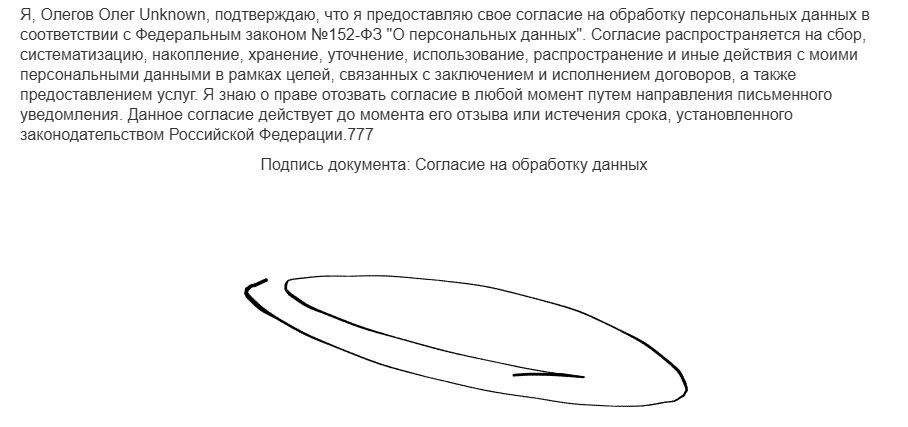 Я, Олегов Олег Unknown, подтверждаю, что я предоставляю свое согласие на обработку персональных данных в
соответствии с Федеральным законом №152-ФЗ "О персональных данных". Согласие распространяется на сбор,
систематизацию, накопление, хранение, уточнение, использование, распространение и иные действия с моими
персональными данными в рамках целей, связанных с заключением и исполнением договоров, а также
предоставлением услуг. Я знаю о праве отозвать согласие в любой момент путем направления письменного
уведомления. Данное согласие действует до момента его отзыва или истечения срока, установленного
законодательством Российской Федерации.777
Подпись документа: Согласие на обработку данных